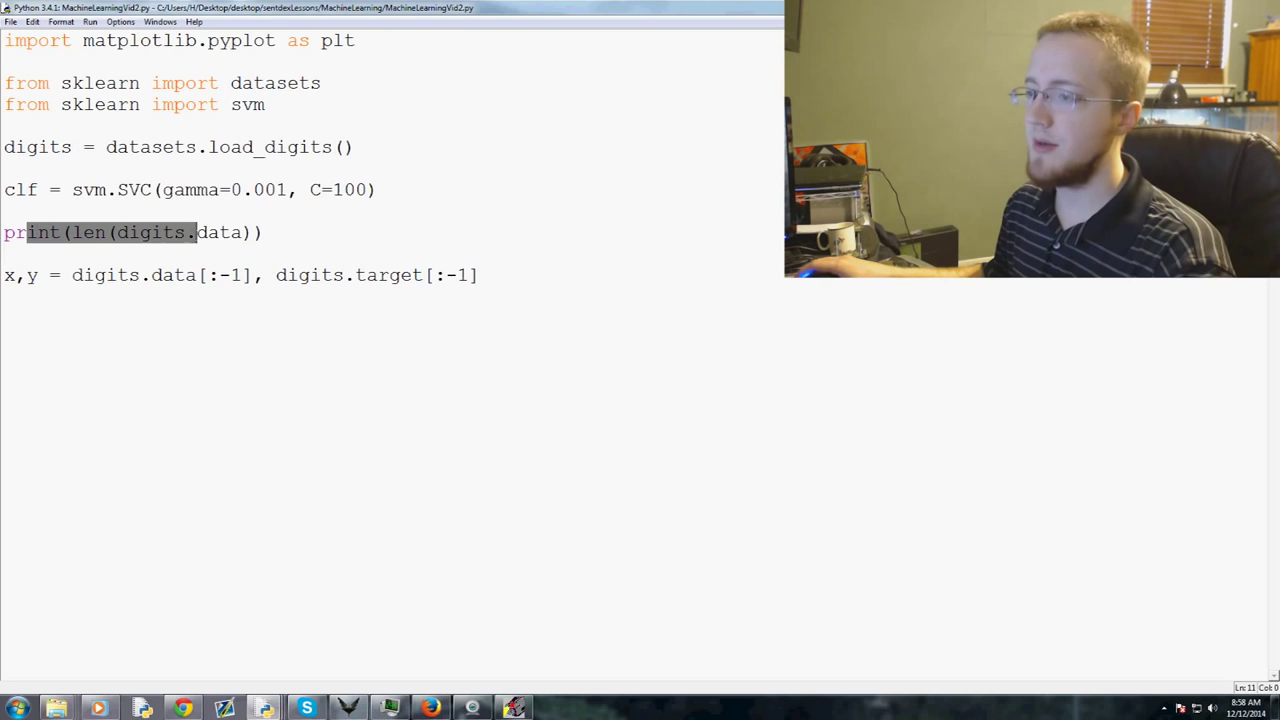 Python 3.4.1: MachineLearningVid2.py - C:/Users/H/Desktop/desktop/sentdexLessons/MachineLearning/MachineLearningVid2.py
File Edit Format Run Options Windows Help
import matplotlib.pyplot as plt
from sklearn import datasets
from sklearn import svm
digits = datasets.load_digits()
clf = svm.SVC(gamma=0.001, C=100)
print(len(digits.data))
x,y = digits.data[:-1], digits.target[:-1]
Ln: 11 Col: 0
8:58 AM
12/12/2014